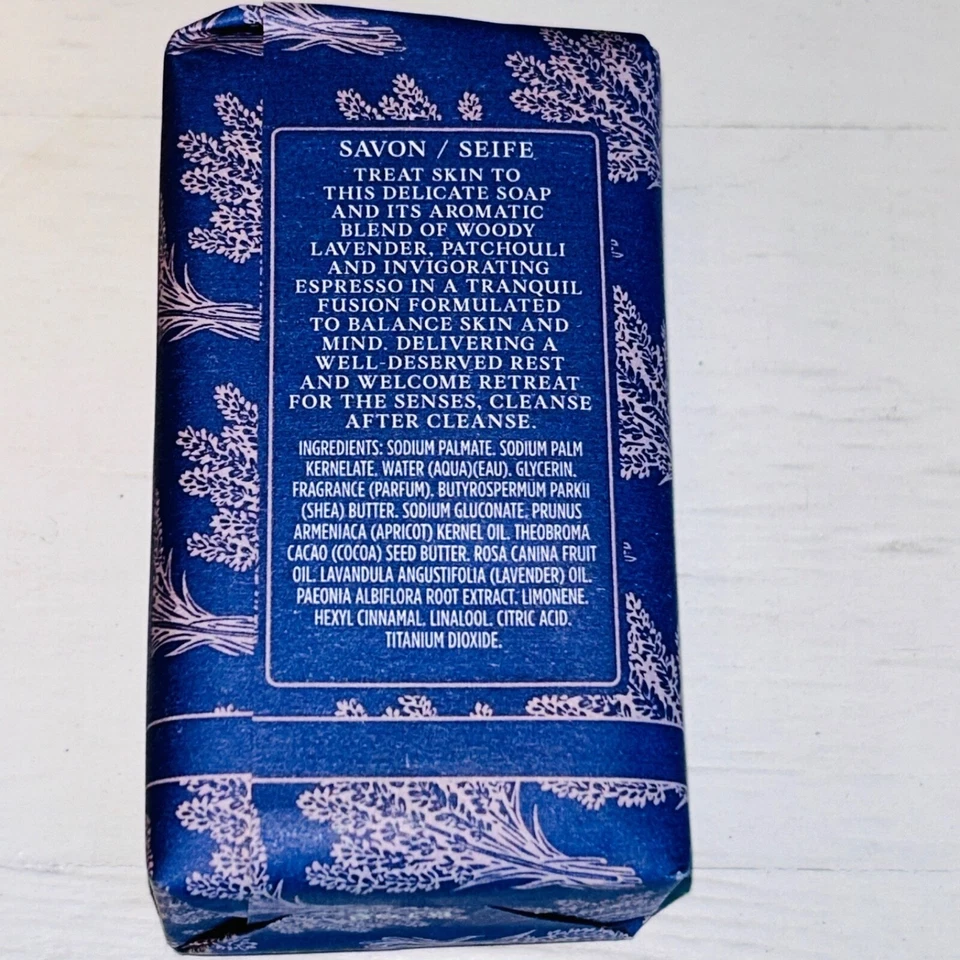 SAVON / SEIFE
TREAT SKIN TO
THIS DELICATE SOAP
AND ITS AROMATIC
BLEND OF WOODY
LAVENDER, PATCHOULI
AND INVIGORATING
ESPRESSO IN A TRANQUIL
FUSION FORMULATED
TO BALANCE SKIN AND
MIND. DELIVERING A
WELL-DESERVED REST
AND WELCOME RETREAT
FOR THE SENSES, CLEANSE
AFTER CLEANSE.
INGREDIENTS: SODIUM PALMATE. SODIUM PALM
KERNELATE. WATER (AQUA)(EAU). GLYCERIN.
FRAGRANCE (PARFUM). BUTYROSPERMUM PARKII
(SHEA) BUTTER. SODIUM GLUCONATE. PRUNUS
ARMENIACA (APRICOT) KERNEL OIL. THEOBROMA
CACAO (COCOA) SEED BUTTER. ROSA CANINA FRUIT
OIL. LAVANDULA ANGUSTIFOLIA (LAVENDER) OIL.
PAEONIA ALBIFLORA ROOT EXTRACT. LIMONENE.
HEXYL CINNAMAL. LINALOOL. CITRIC ACID.
TITANIUM DIOXIDE.